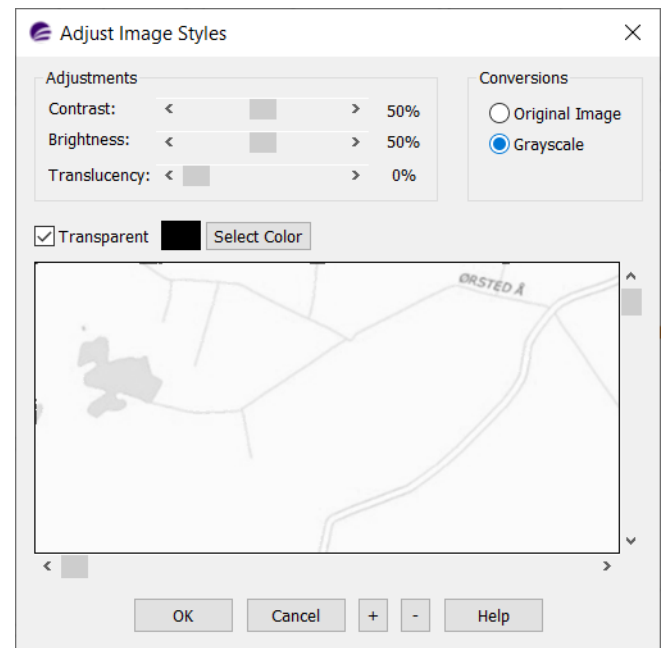 Adjust Image Styles
Adjustments
Contrast: 50%
Brightness: 50%
Translucency: 0%
Conversions
Original Image
Grayscale
Transparent Select Color
ØRSTED Å
OK Cancel + - Help